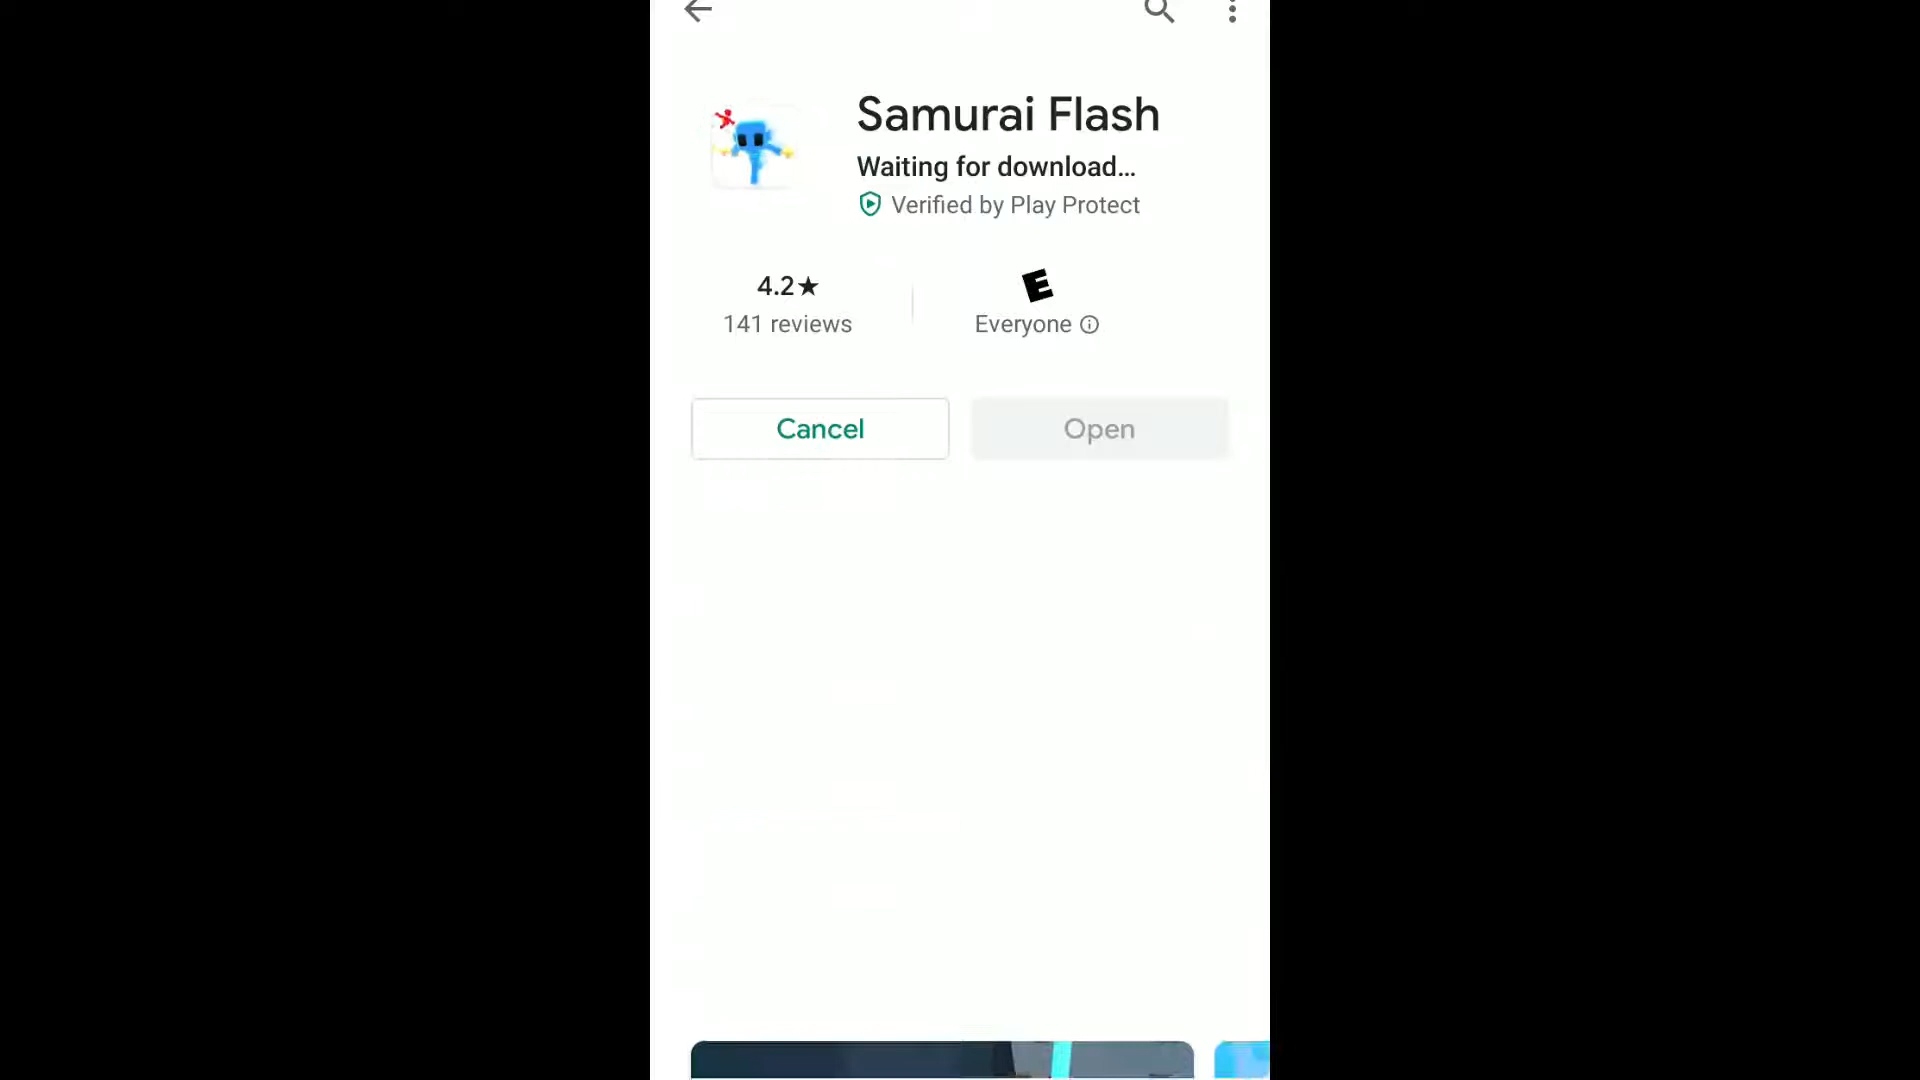 Samurai Flash
Waiting for download...
Verified by Play Protect
4.2★
141 reviews
E
Everyone
Cancel
Open